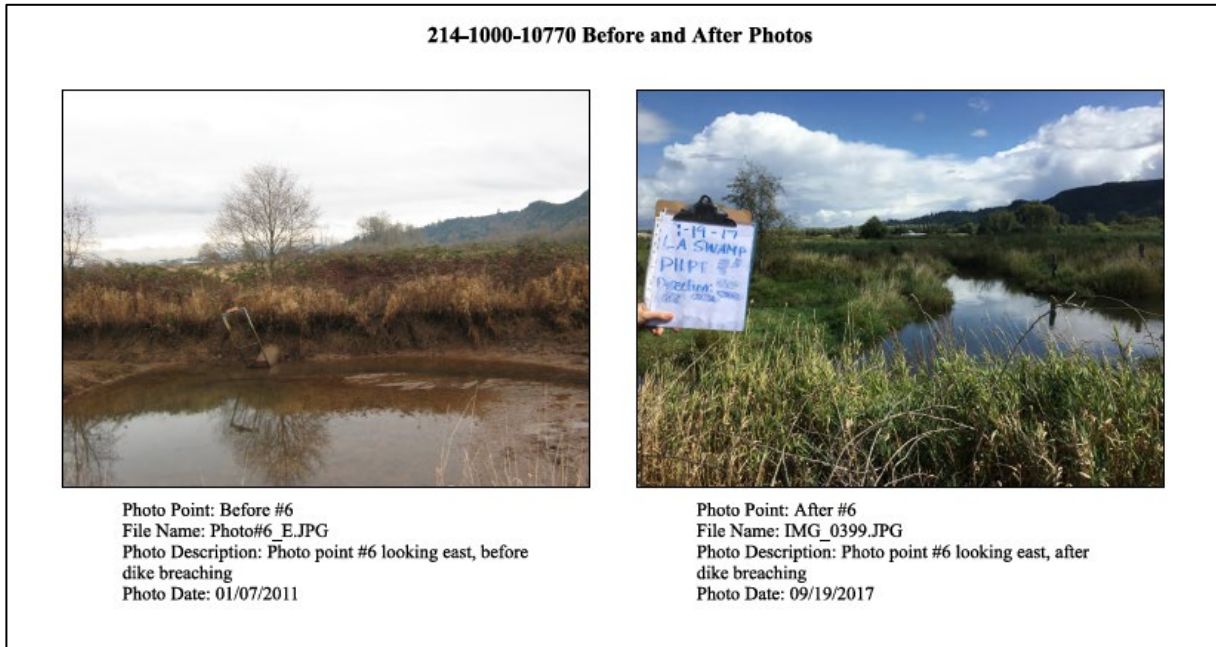 214-1000-10770 Before and After Photos
-19-17
LA SWAMP
PHPT
Direction:
Photo Point: Before #6
File Name: Photo#6_E.JPG
Photo Description: Photo point #6 looking east, before
dike breaching
Photo Date: 01/07/2011
Photo Point: After #6
File Name: IMG_0399.JPG
Photo Description: Photo point #6 looking east, after
dike breaching
Photo Date: 09/19/2017